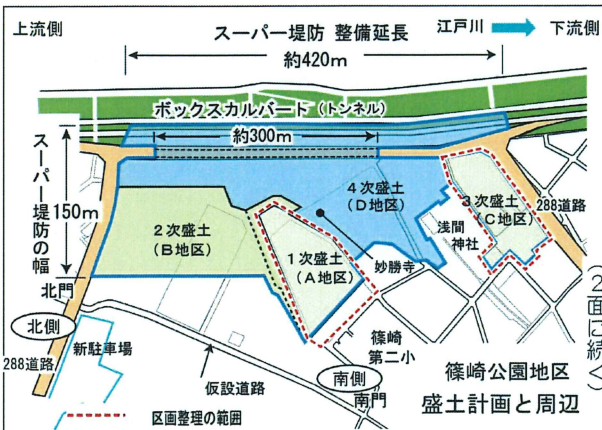 上流側
スーパー堤防 整備延長
江戸川
下流側
約420m
ボックスカルバート（トンネル）
約300m
スーパー堤防の幅
150m
4次盛土
（D地区）
3次盛土
（C地区）
288道路
2次盛土
（B地区）
浅間
神社
1次盛土
（A地区）
妙勝寺
北門
北側
新駐車場
288道路
仮設道路
篠崎
第二小
南側
南門
（2面に続く）
篠崎公園地区
盛土計画と周辺
区画整理の範囲